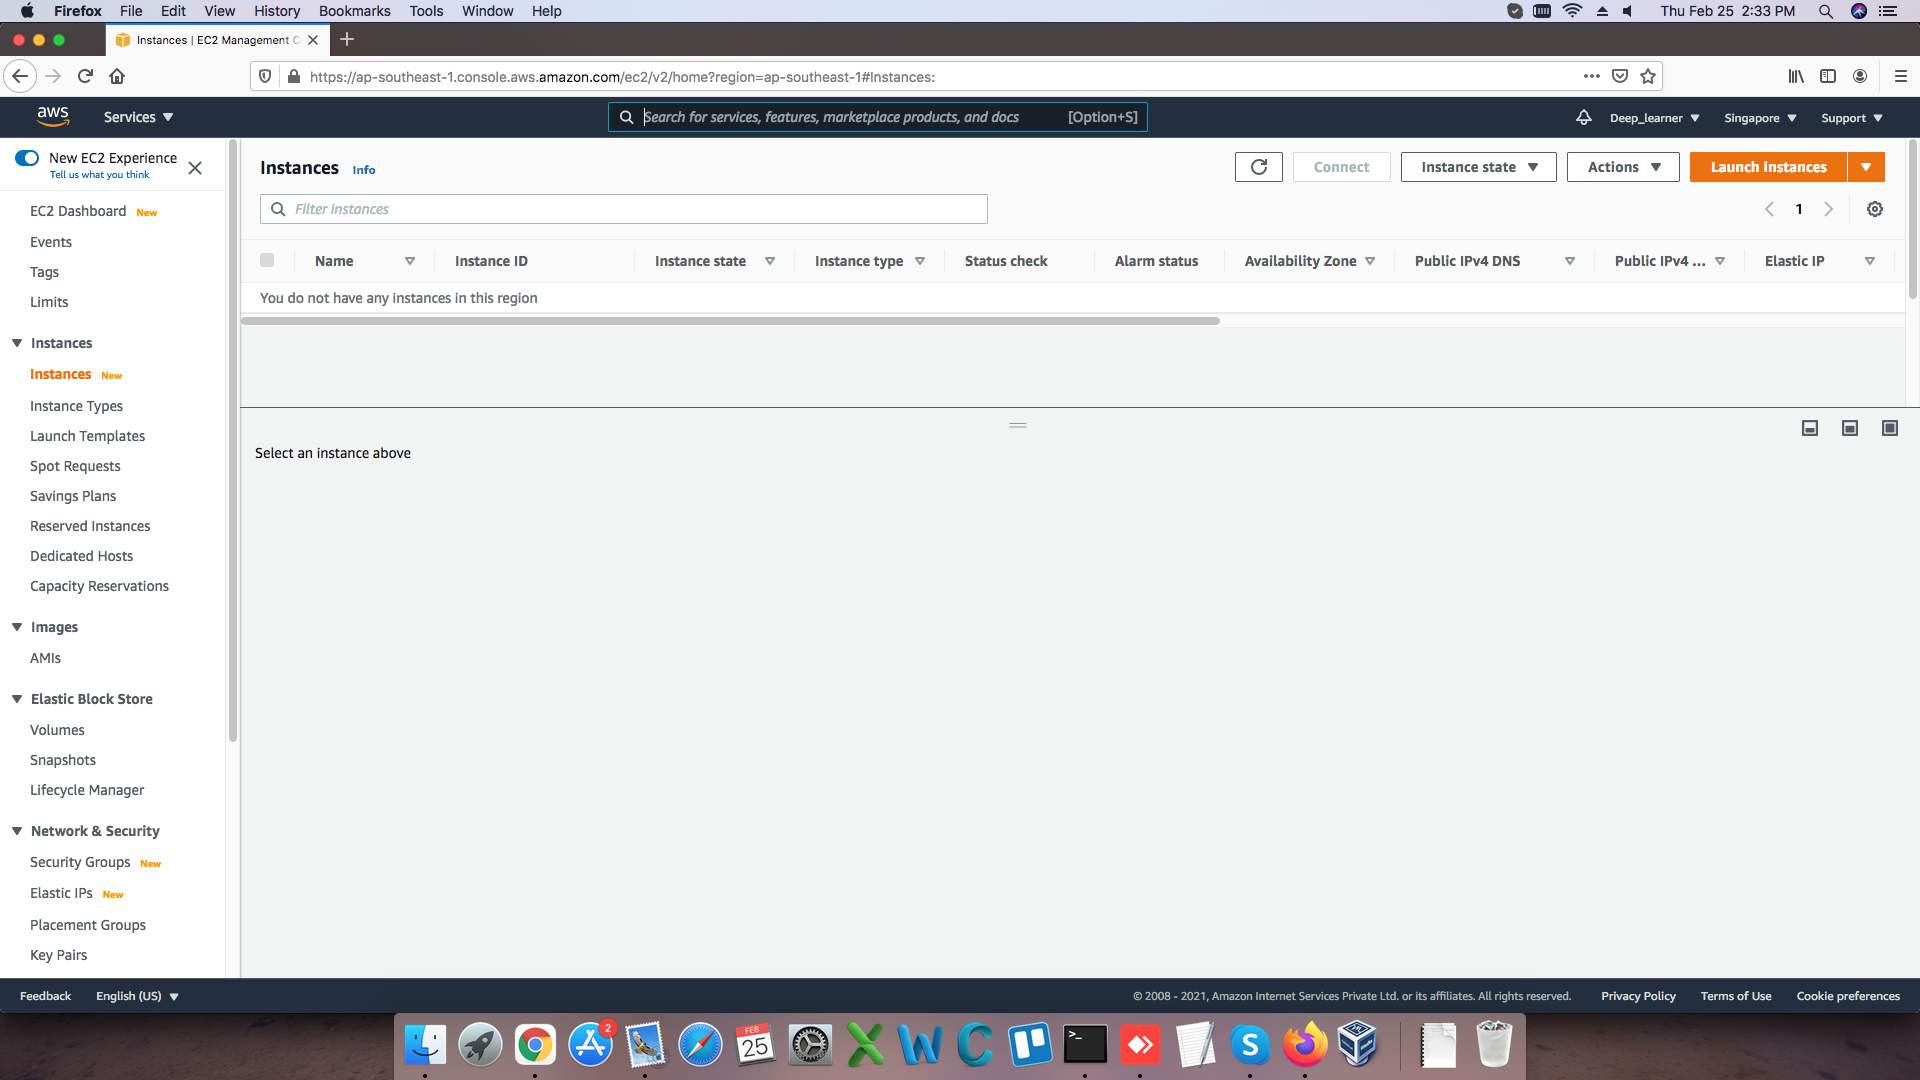 Firefox File Edit View History Bookmarks Tools Window Help Thu Feb 25 2:33 PM
Instances | EC2 Management C
https://ap-southeast-1.console.aws.amazon.com/ec2/v2/home?region=ap-southeast-1#Instances:
aws Services Search for services, features, marketplace products, and docs [Option+S] Deep_learner Singapore Support
New EC2 Experience
Tell us what you think
EC2 Dashboard New
Events
Tags
Limits
Instances
Instances New
Instance Types
Launch Templates
Spot Requests
Savings Plans
Reserved Instances
Dedicated Hosts
Capacity Reservations
Images
AMIs
Elastic Block Store
Volumes
Snapshots
Lifecycle Manager
Network & Security
Security Groups New
Elastic IPs New
Placement Groups
Key Pairs
Instances Info Connect Instance state Actions Launch Instances
Filter instances 1
Name Instance ID Instance state Instance type Status check Alarm status Availability Zone Public IPv4 DNS Public IPv4 ... Elastic IP
You do not have any instances in this region
Select an instance above
Feedback English (US) © 2008 - 2021, Amazon Internet Services Private Ltd. or its affiliates. All rights reserved. Privacy Policy Terms of Use Cookie preferences
2
FEB
25